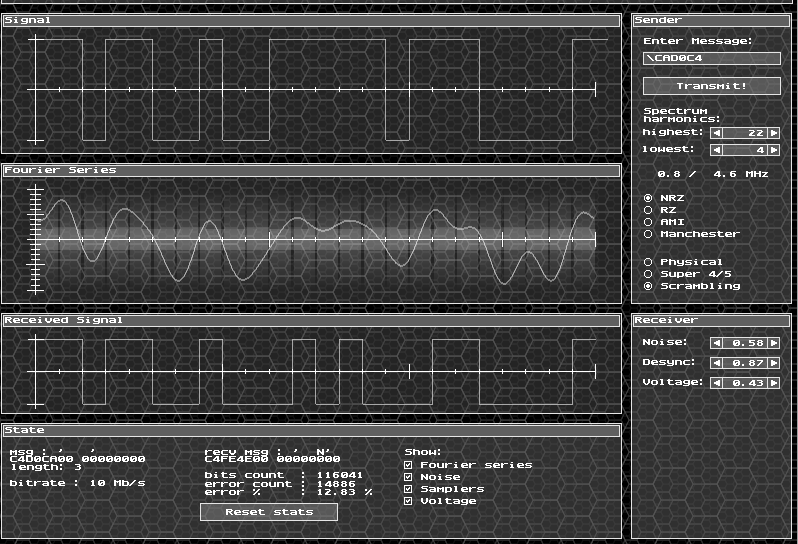 Signal
Sender
Enter Message:
\CAD0C4
Transmit!
Spectrum
harmonics:
highest: 22
lowest: 4
0.8 / 4.6 MHz
NRZ
RZ
AMI
Manchester
Physical
Super 4/5
Scrambling
Fourier Series
Received Signal
Receiver
Noise: 0.58
Desync: 0.87
Voltage: 0.43
State
msg : ' '
C4D0CA00 00000000
length: 3
bitrate : 10 Mb/s
recv msg : ' N'
C4FE4E00 00000000
bits count : 116041
error count : 14886
error % : 12.83 %
Reset stats
Show:
Fourier series
Noise
Samplers
Voltage